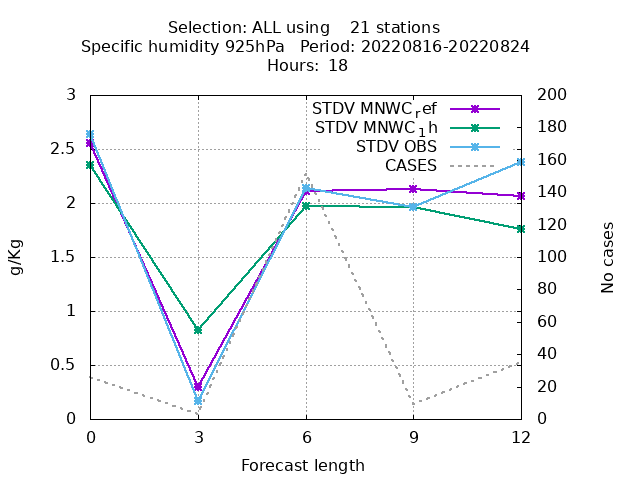 Selection: ALL using    21 stations
Specific humidity 925hPa   Period: 20220816-20220824
Hours:  18
STDV MNWC_ref
STDV MNWC_1h
STDV OBS
CASES
g/Kg
3
2.5
2
1.5
1
0.5
0
No cases
200
180
160
140
120
100
80
60
40
20
0
0 3 6 9 12
Forecast length